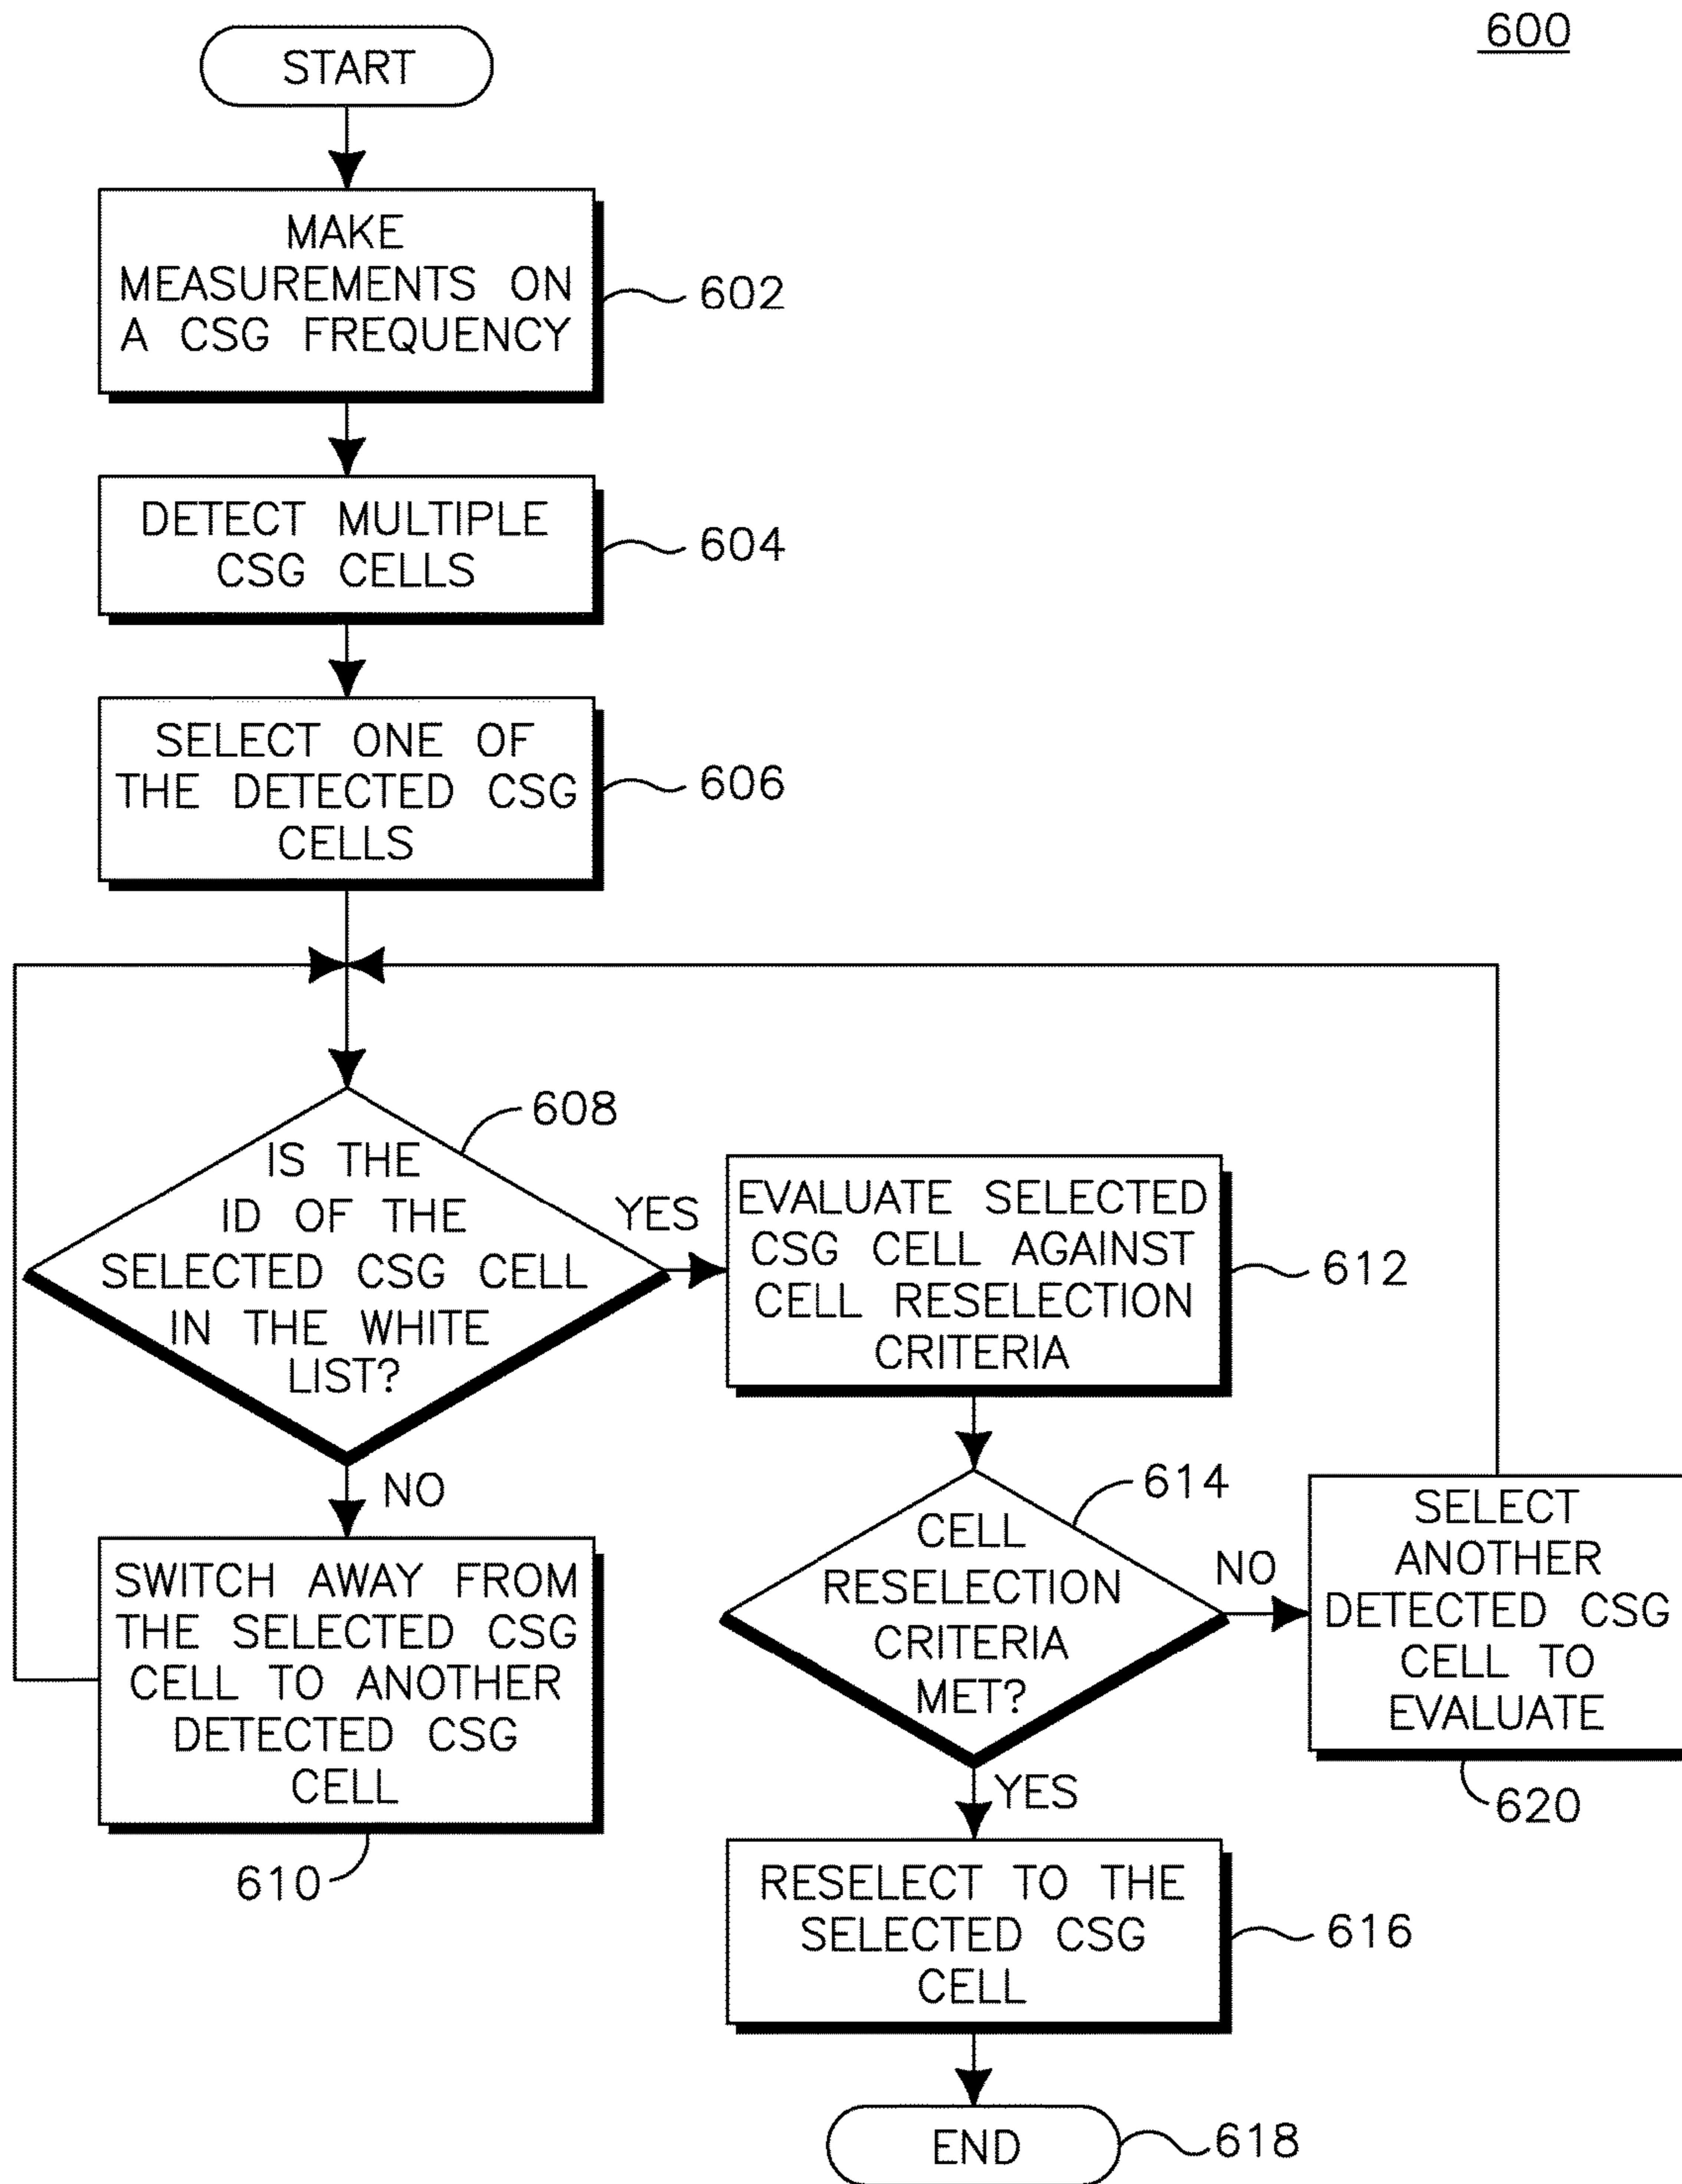 600
START
MAKE
MEASUREMENTS ON
A CSG FREQUENCY
602
DETECT MULTIPLE
CSG CELLS
604
SELECT ONE OF
THE DETECTED CSG
CELLS
606
IS THE
ID OF THE
SELECTED CSG CELL
IN THE WHITE
LIST?
608
YES
NO
EVALUATE SELECTED
CSG CELL AGAINST
CELL RESELECTION
CRITERIA
612
SWITCH AWAY FROM
THE SELECTED CSG
CELL TO ANOTHER
DETECTED CSG
CELL
610
CELL
RESELECTION
CRITERIA
MET?
614
NO
YES
SELECT
ANOTHER
DETECTED CSG
CELL TO
EVALUATE
620
RESELECT TO THE
SELECTED CSG
CELL
616
END
618